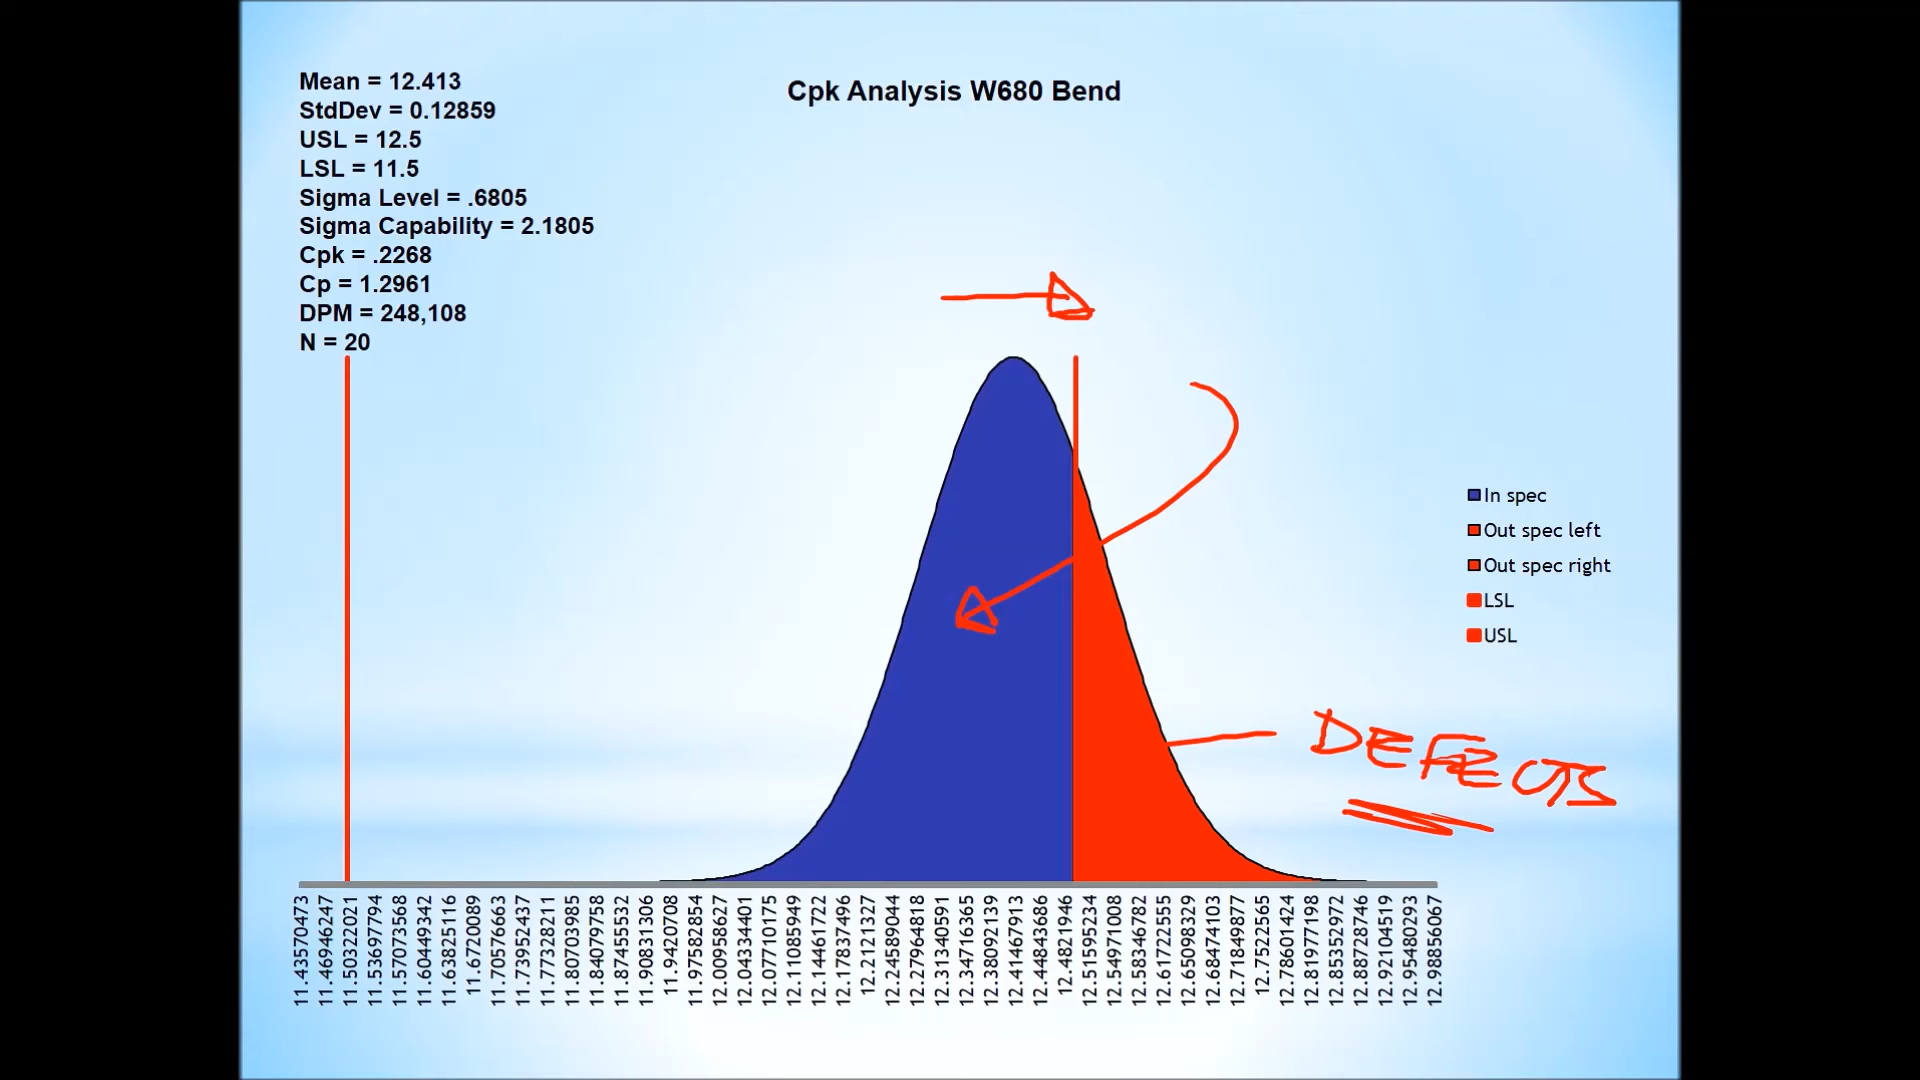 Mean = 12.413
StdDev = 0.12859
USL = 12.5
LSL = 11.5
Sigma Level = .6805
Sigma Capability = 2.1805
Cpk = .2268
Cp = 1.2961
DPM = 248,108
N = 20
Cpk Analysis W680 Bend
In spec
Out spec left
Out spec right
LSL
USL
DEFECTS
11.43570473
11.46946247
11.50322021
11.53697794
11.57073568
11.60449342
11.63825116
11.6720089
11.70576663
11.73952437
11.77328211
11.80703985
11.84079758
11.87455532
11.90831306
11.9420708
11.97582854
12.00958627
12.04334401
12.07710175
12.11085949
12.14461722
12.17837496
12.2121327
12.24589044
12.27964818
12.31340591
12.34716365
12.38092139
12.41467913
12.44843686
12.4821946
12.51595234
12.54971008
12.58346782
12.61722555
12.65098329
12.68474103
12.71849877
12.7522565
12.78601424
12.81977198
12.85352972
12.88728746
12.92104519
12.95480293
12.98856067